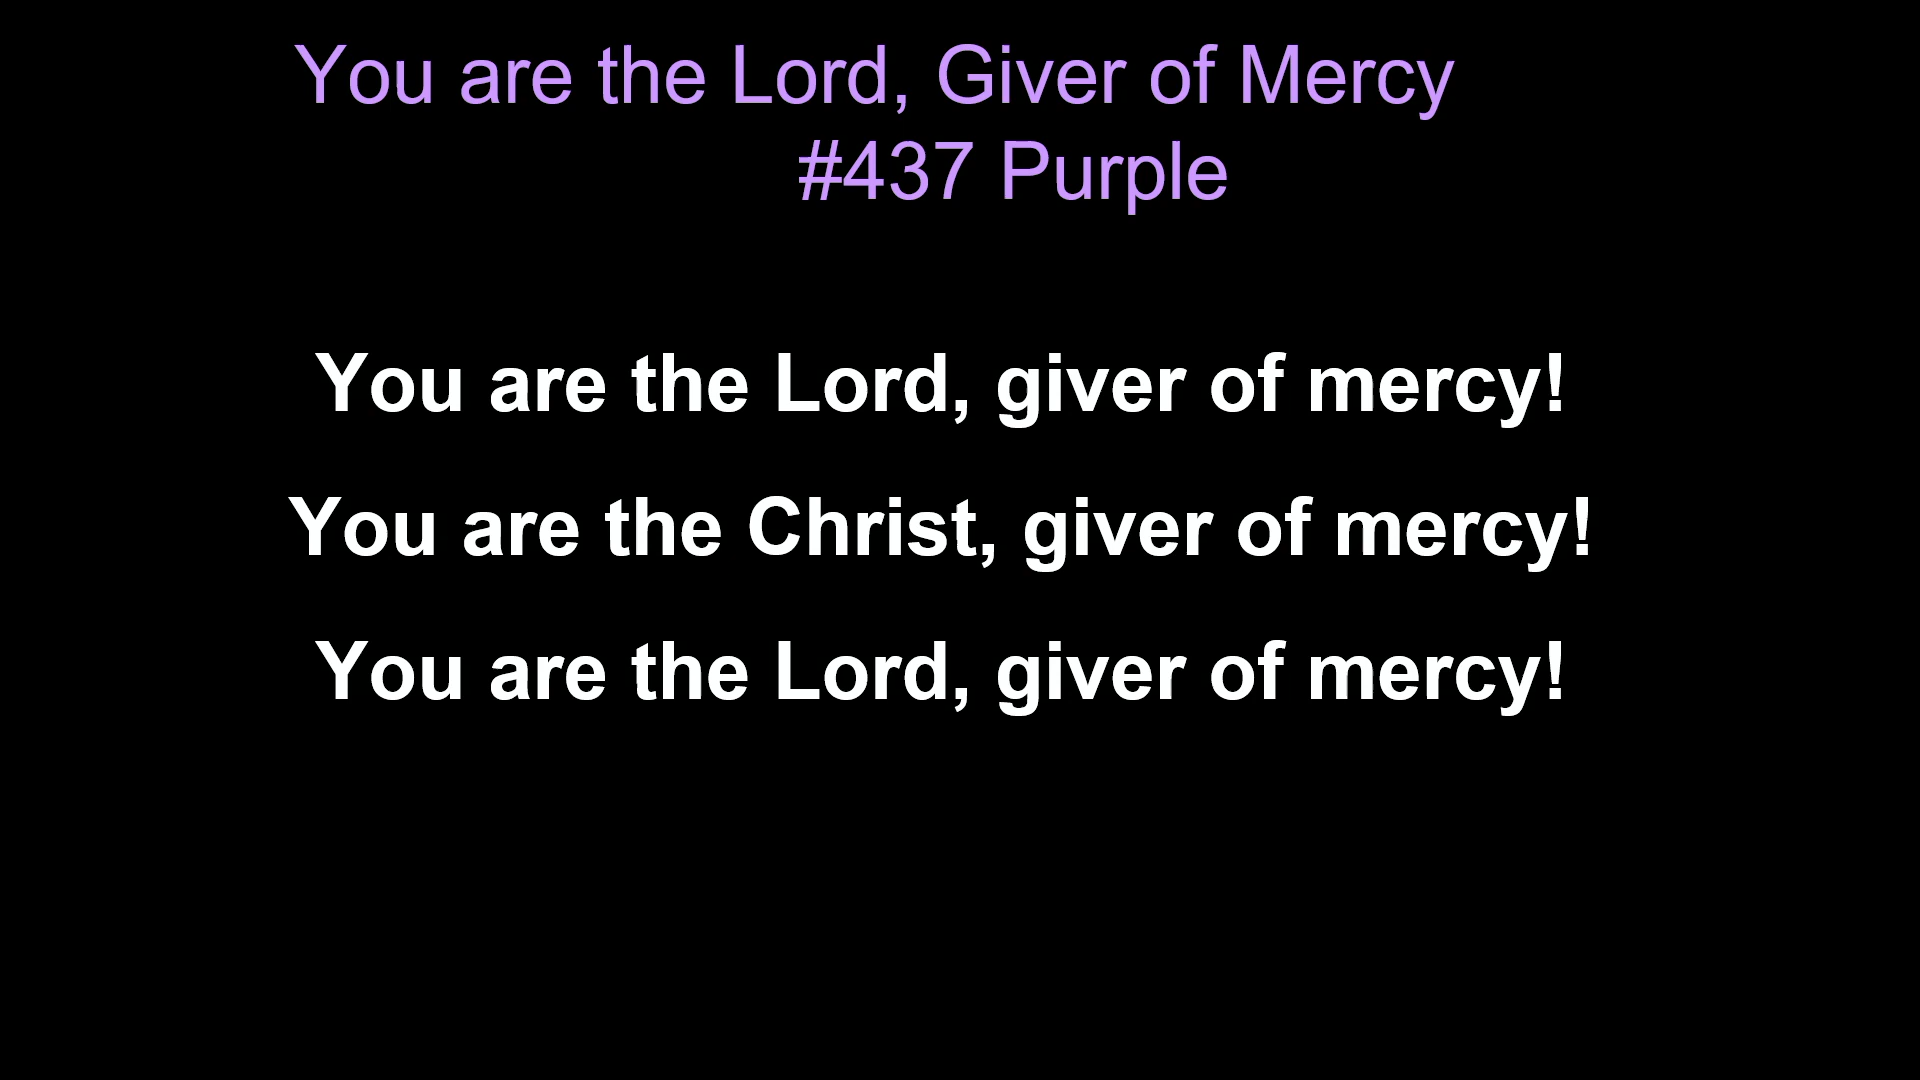 You are the Lord, Giver of Mercy
#437 Purple
You are the Lord, giver of mercy!
You are the Christ, giver of mercy!
You are the Lord, giver of mercy!